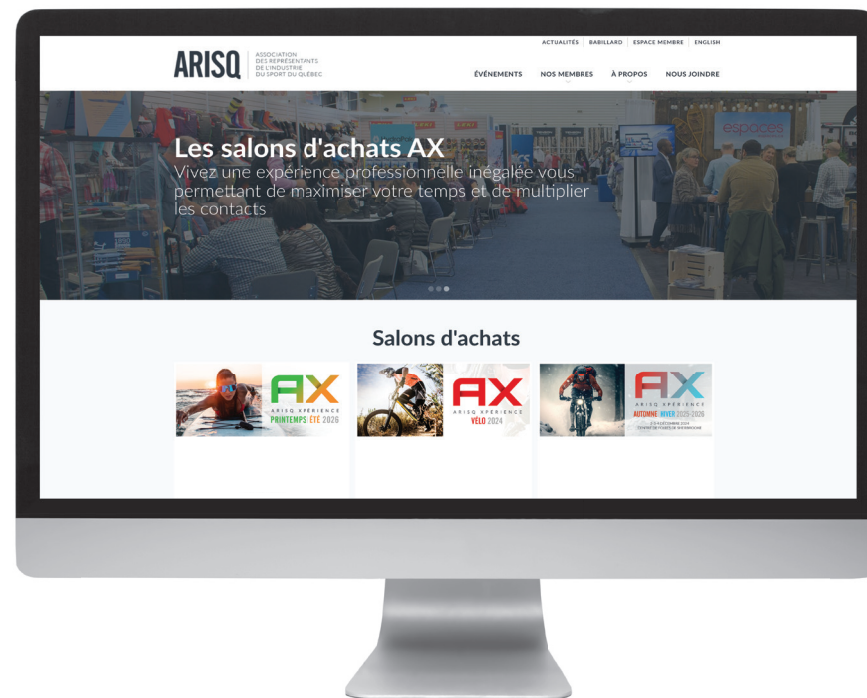 ACTUALITÉS BABILLARD ESPACE MEMBRE ENGLISH
ARISQ
ASSOCIATION
DES REPRÉSENTANTS
DE L'INDUSTRIE
DU SPORT DU QUÉBEC
ÉVÉNEMENTS NOS MEMBRES À PROPOS NOUS JOINDRE
espaces
Les salons d'achats AX
Vivez une expérience professionnelle inégalée vous
permettant de maximiser votre temps et de multiplier
les contacts
Salons d'achats
AX
ARISQ XPÉRIENCE
PRINTEMPS ÉTÉ 2026
AX
ARISQ XPÉRIENCE
VÉLO 2024
AX
ARISQ XPÉRIENCE
AUTOMNE HIVER 2025-2026